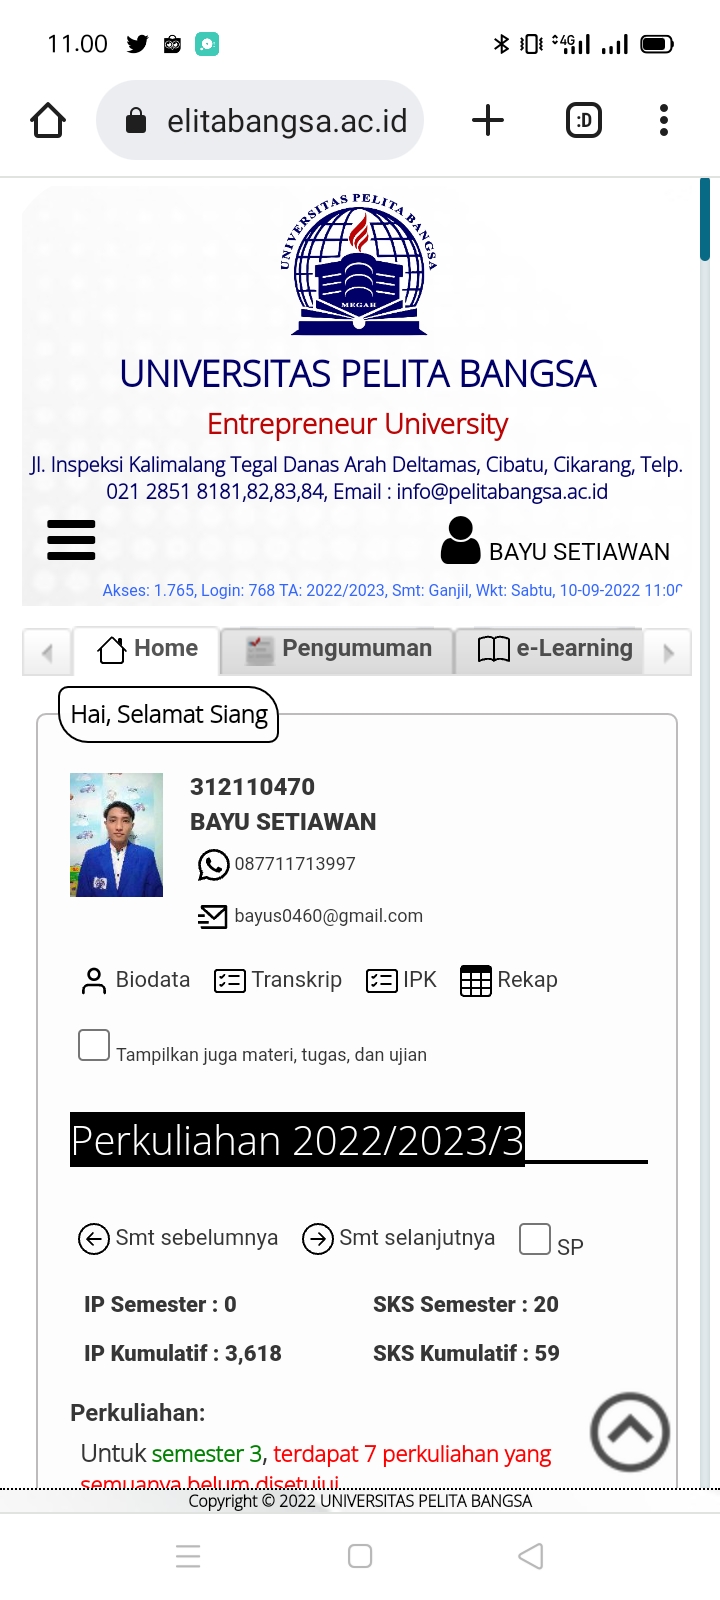 11.00
4G
elitabangsa.ac.id
:D
UNIVERSITAS PELITA BANGSA
MEGAH
UNIVERSITAS PELITA BANGSA
Entrepreneur University
Jl. Inspeksi Kalimalang Tegal Danas Arah Deltamas, Cibatu, Cikarang, Telp.
021 2851 8181,82,83,84, Email : info@pelitabangsa.ac.id
BAYU SETIAWAN
Akses: 1.765, Login: 768 TA: 2022/2023, Smt: Ganjil, Wkt: Sabtu, 10-09-2022 11:00
Home
Pengumuman
e-Learning
Hai, Selamat Siang
312110470
BAYU SETIAWAN
087711713997
bayus0460@gmail.com
Biodata Transkrip IPK Rekap
Tampilkan juga materi, tugas, dan ujian
Perkuliahan 2022/2023/3
Smt sebelumnya Smt selanjutnya SP
IP Semester : 0 SKS Semester : 20
IP Kumulatif : 3,618 SKS Kumulatif : 59
Perkuliahan:
Untuk semester 3, terdapat 7 perkuliahan yang
semuanya belum disetujui
Copyright © 2022 UNIVERSITAS PELITA BANGSA